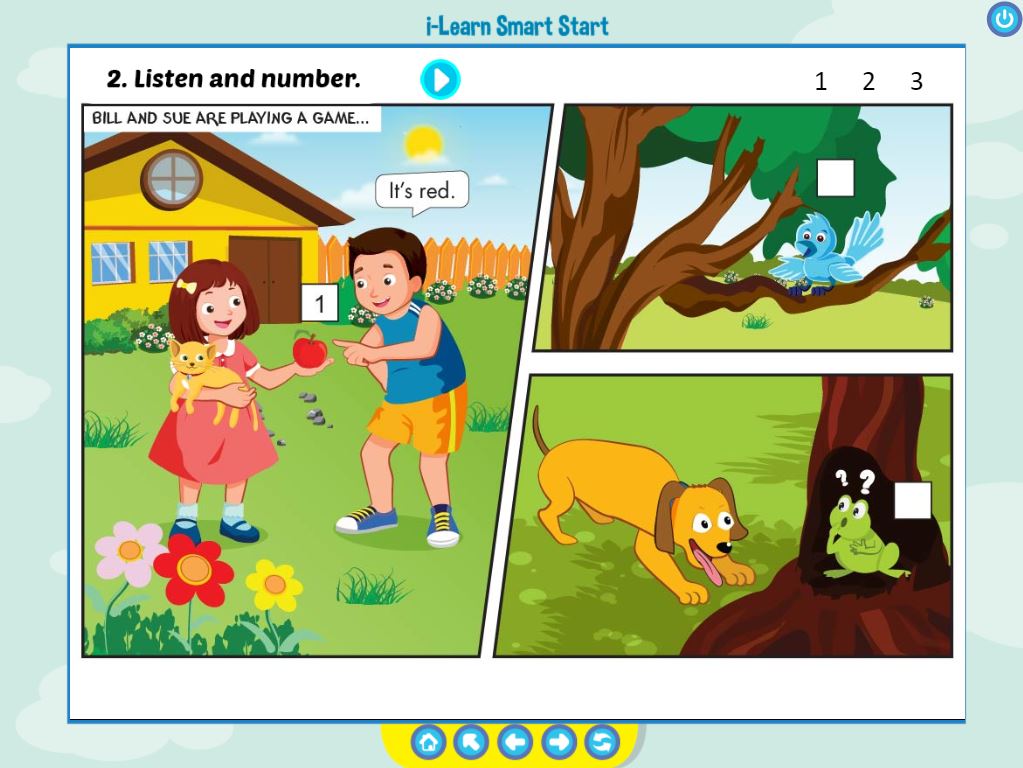 i-Learn Smart Start
2. Listen and number.
1 2 3
BILL AND SUE ARE PLAYING A GAME...
It's red.
1
? ?